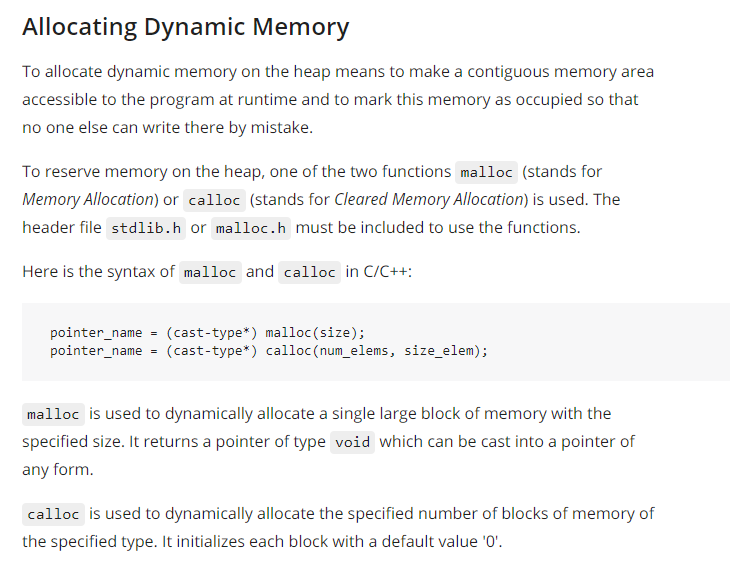 Allocating Dynamic Memory
To allocate dynamic memory on the heap means to make a contiguous memory area
accessible to the program at runtime and to mark this memory as occupied so that
no one else can write there by mistake.
To reserve memory on the heap, one of the two functions malloc (stands for
Memory Allocation) or calloc (stands for Cleared Memory Allocation) is used. The
header file stdlib.h or malloc.h must be included to use the functions.
Here is the syntax of malloc and calloc in C/C++:
pointer_name = (cast-type*) malloc(size);
pointer_name = (cast-type*) calloc(num_elems, size_elem);
malloc is used to dynamically allocate a single large block of memory with the
specified size. It returns a pointer of type void which can be cast into a pointer of
any form.
calloc is used to dynamically allocate the specified number of blocks of memory of
the specified type. It initializes each block with a default value '0'.